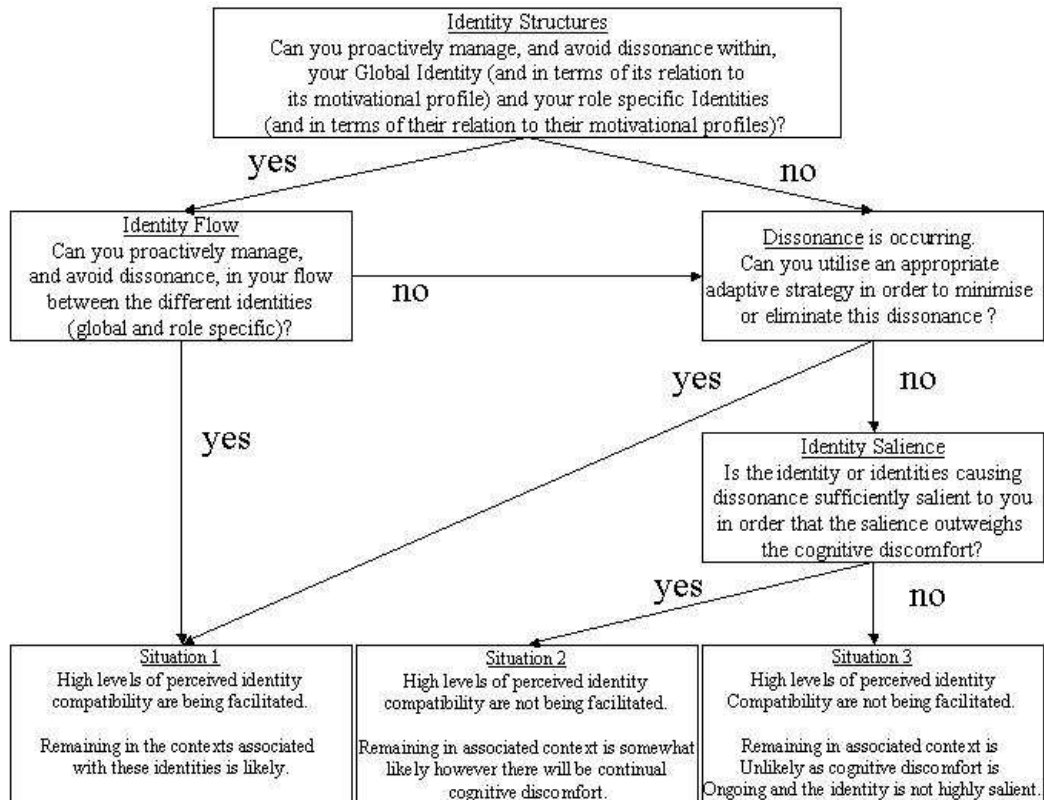 Identity Structures
Can you proactively manage, and avoid dissonance within,
your Global Identity (and in terms of its relation to
its motivational profile) and your role specific Identities
(and in terms of their relation to their motivational profiles)?
yes
no
Identity Flow
Can you proactively manage,
and avoid dissonance, in your flow
between the different identities
(global and role specific)?
no
Dissonance is occurring.
Can you utilise an appropriate
adaptive strategy in order to minimise
or eliminate this dissonance ?
yes
no
yes
Identity Salience
Is the identity or identities causing
dissonance sufficiently salient to you
in order that the salience outweighs
the cognitive discomfort?
yes
no
Situation 1
High levels of perceived identity
compatibility are being facilitated.
Remaining in the contexts associated
with these identities is likely.
Situation 2
High levels of perceived identity
compatibility are not being facilitated.
Remaining in associated context is somewhat
likely however there will be continual
cognitive discomfort.
Situation 3
High levels of perceived identity
Compatibility are not being facilitated.
Remaining in associated context is
Unlikely as cognitive discomfort is
Ongoing and the identity is not highly salient.